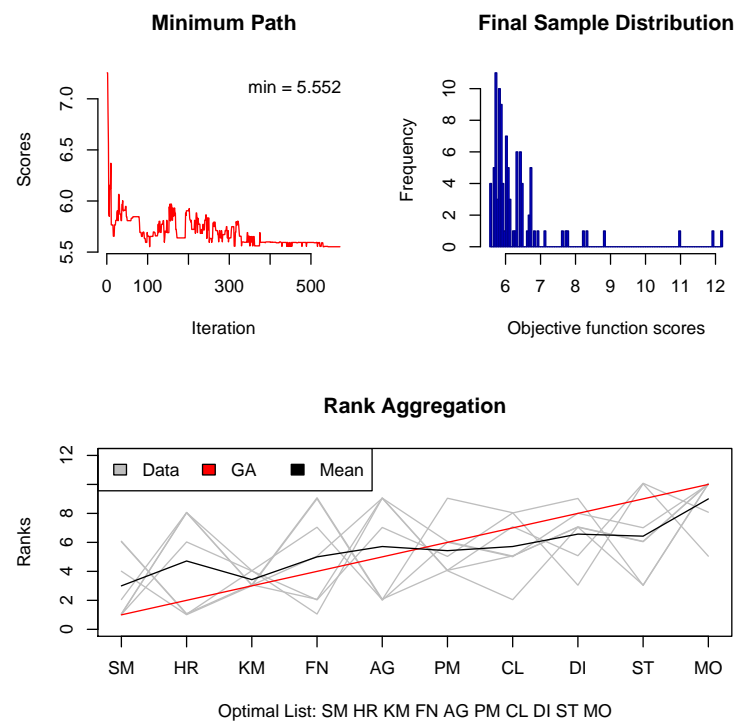 Minimum Path
min = 5.552
Scores
7.0
6.5
6.0
5.5
0 100 300 500
Iteration
Final Sample Distribution
Frequency
10
8
6
4
2
0
6 7 8 9 10 11 12
Objective function scores
Rank Aggregation
Data GA Mean
Ranks
12
8
6
4
2
0
SM HR KM FN AG PM CL DI ST MO
Optimal List: SM HR KM FN AG PM CL DI ST MO